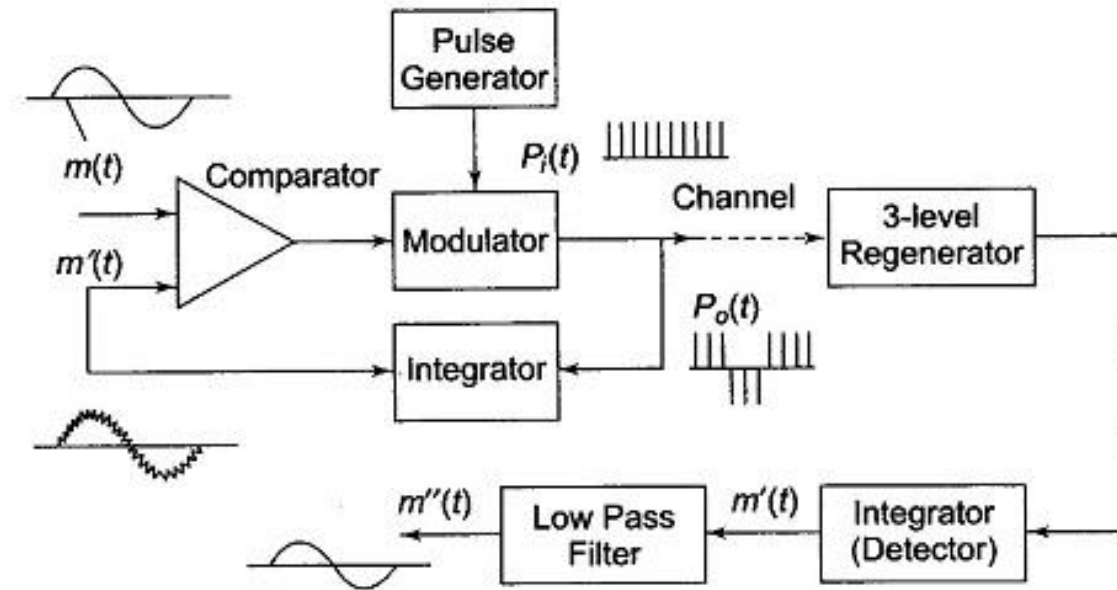 Pulse
Generator
m(t)
Comparator
P_i(t)
Modulator
Channel
3-level
Regenerator
m'(t)
P_o(t)
Integrator
m''(t)
Low Pass
Filter
m'(t)
Integrator
(Detector)